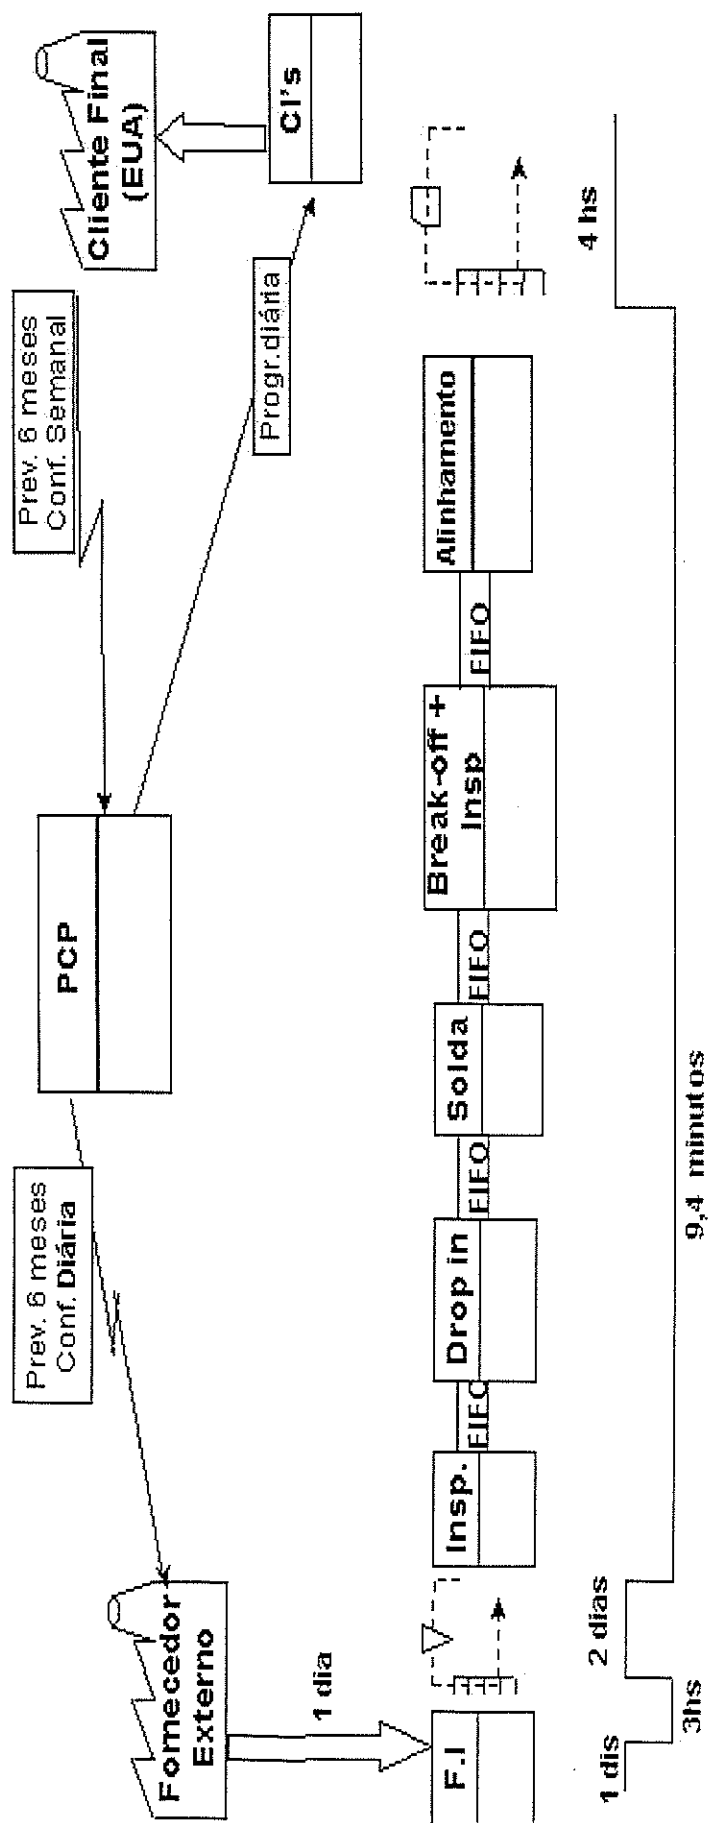 Fornecedor
Externo
Prev. 6 meses
Conf. Diária
PCP
Prev. 6 meses
Conf. Semanal
Cliente Final
(EUA)
1 dia
Progr.diária
CI's
F.I
Insp.
FIFO
Drop in
FIFO
Solda
FIFO
Break-off +
Insp
FIFO
Alinhamento
1 dis
3hs
2 dias
9,4 minutos
4 hs